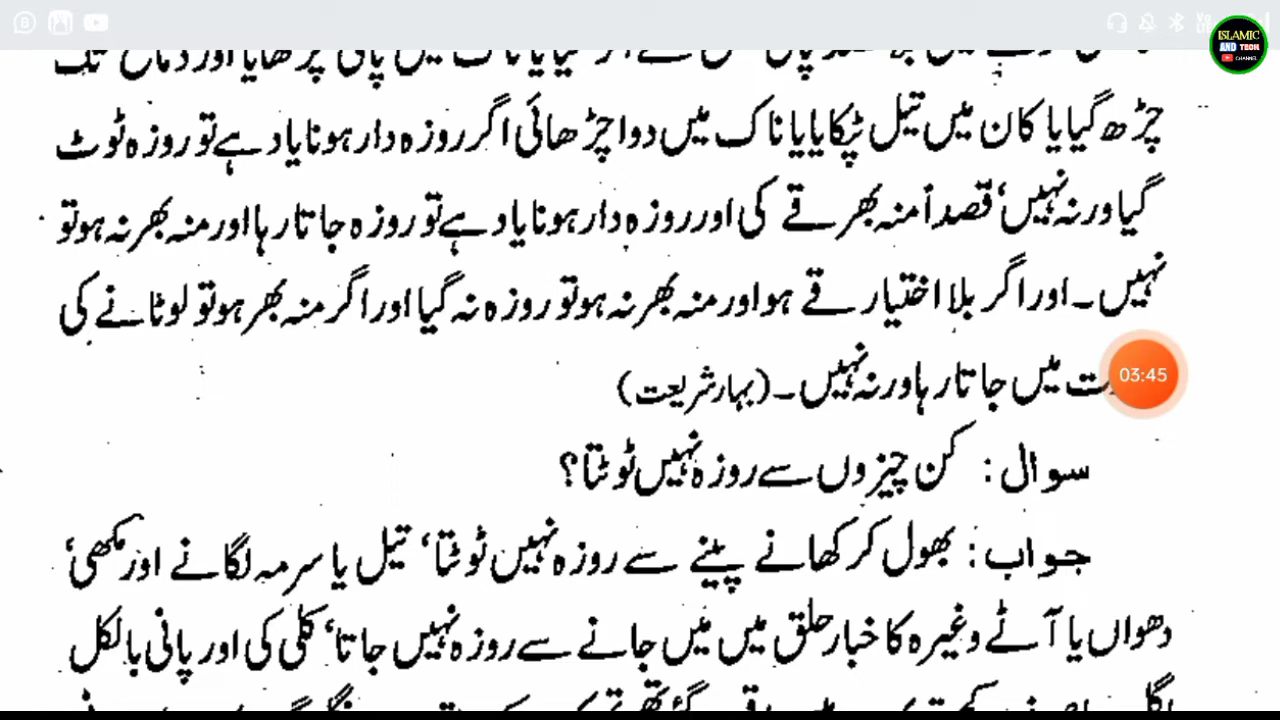 ISLAMIC
AND TECH
CHANNEL
چڑھ گیا یا کان میں تیل ٹپکایا یا ناک میں دوا چڑھائی اگر روزہ دار ہونا یاد ہے تو روزہ ٹوٹ
گیا ورنہ نہیں‘ قصداً منہ بھر قے کی اور روزہ دار ہونا یاد ہے تو روزہ جاتا رہا اور منہ بھر نہ ہو تو
نہیں۔ اور اگر بلا اختیار قے ہو اور منہ بھر نہ ہو تو روزہ نہ گیا اور اگر منہ بھر ہو تو لوٹانے کی
میں جاتا رہا ورنہ نہیں۔ (بہار شریعت)
03:45
سوال: کن چیزوں سے روزہ نہیں ٹوٹتا؟
جواب: بھول کر کھانے پینے سے روزہ نہیں ٹوٹتا‘ تیل یا سرمہ لگانے اور مکھی‘
دھواں یا آٹے وغیرہ کا غبار حلق میں میں جانے سے روزہ نہیں جاتا‘ کلی کی اور پانی بالکل